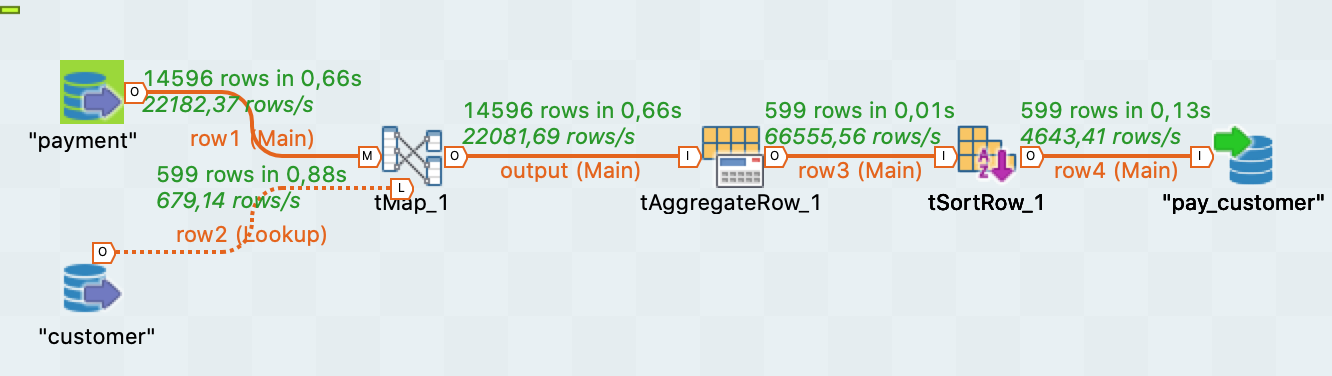 14596 rows in 0,66s
22182,37 rows/s
row1 (Main)
"payment"
O
M
599 rows in 0,88s
679,14 rows/s
row2 (Lookup)
O
L
"customer"
tMap_1
O
14596 rows in 0,66s
22081,69 rows/s
output (Main)
I
tAggregateRow_1
O
599 rows in 0,01s
66555,56 rows/s
row3 (Main)
I
A
Z
tSortRow_1
O
599 rows in 0,13s
4643,41 rows/s
row4 (Main)
I
"pay_customer"